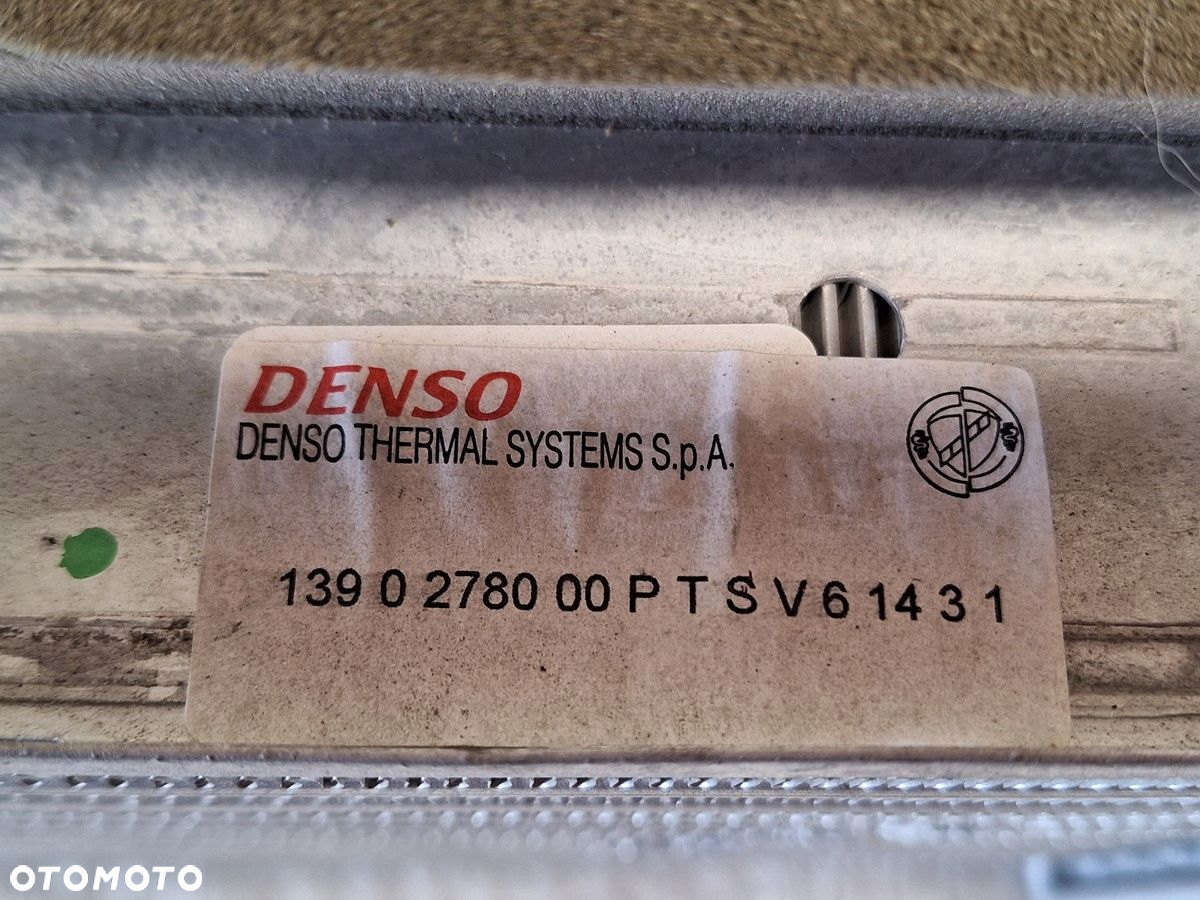 DENSO
DENSO THERMAL SYSTEMS S.p.A.
139 0 2780 00 P T S V 6 14 3 1
OTOMOTO